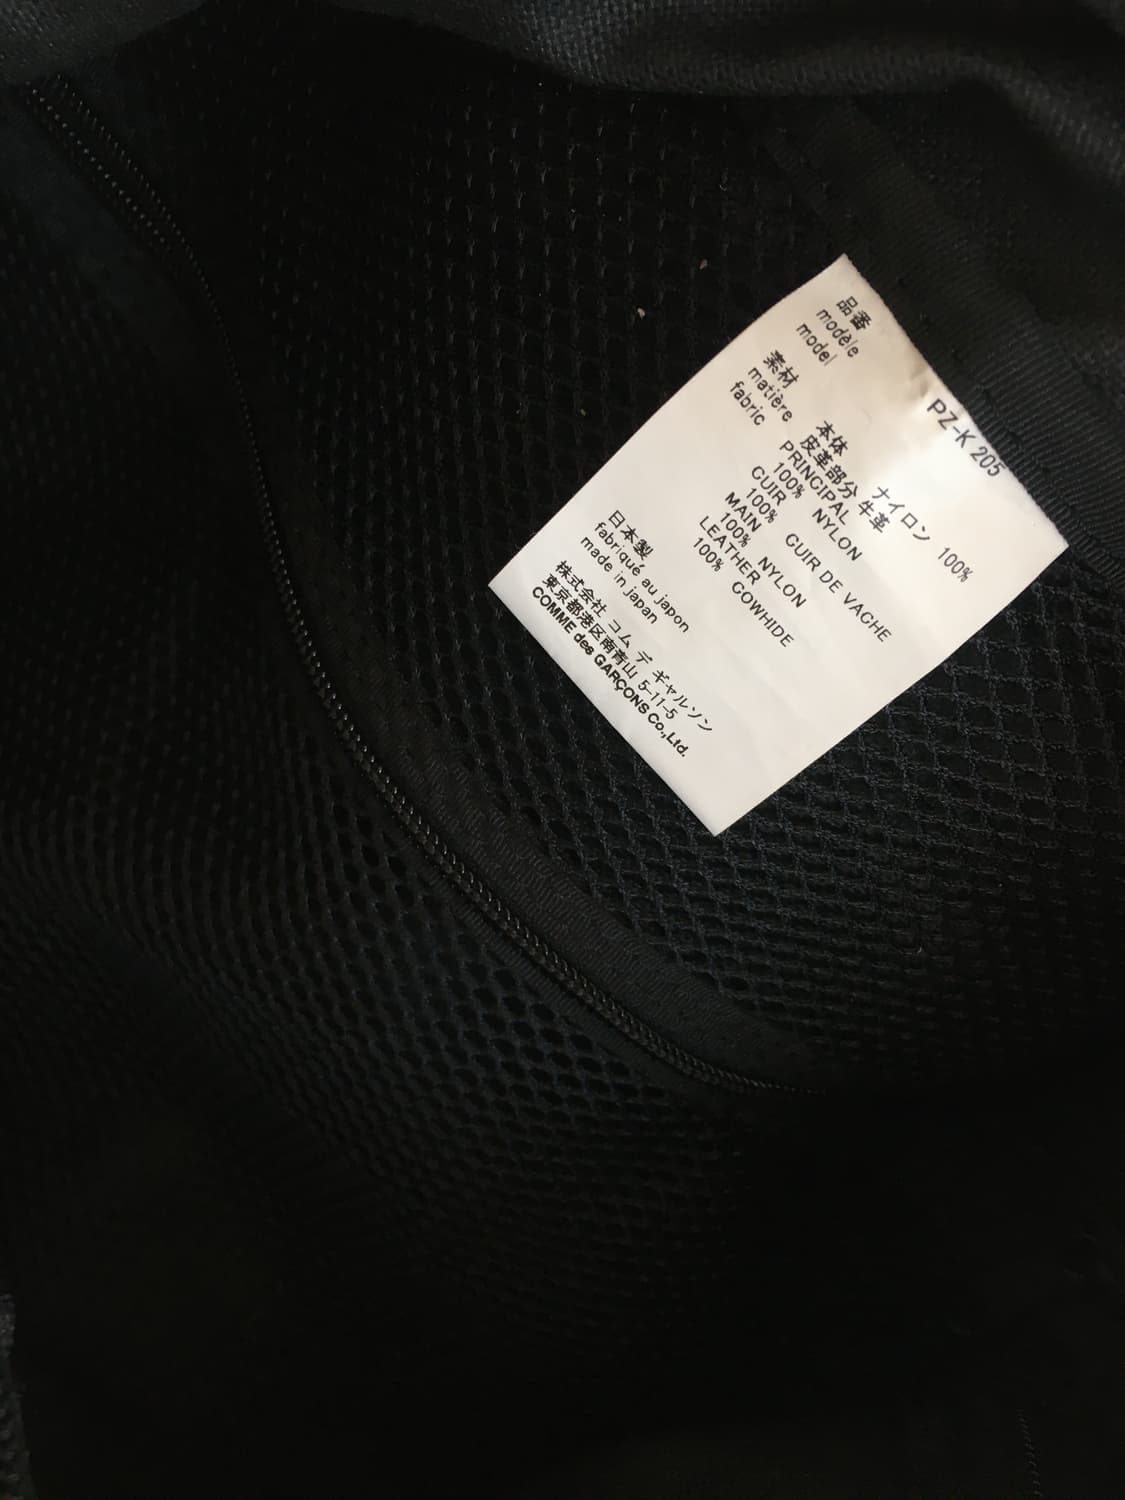 品番
modèle
model
PZ-K 205
素材
matière
fabric
本体 ナイロン 100%
皮革部分 牛革
PRINCIPAL
100% NYLON
CUIR
100% CUIR DE VACHE
MAIN
100% NYLON
LEATHER
100% COWHIDE
日本製
fabriqué au japon
made in japan
株式会社 コム デ ギャルソン
東京都港区南青山 5-11-5
COMME des GARÇONS Co.,Ltd.